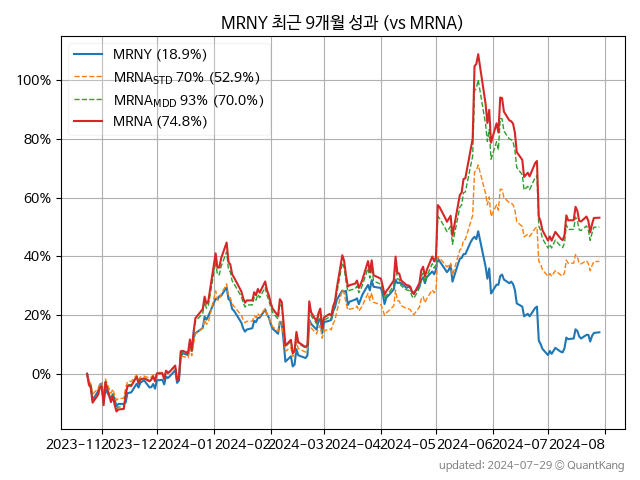 MRNY 최근 9개월 성과 (vs MRNA)
MRNY (18.9%)
MRNA_STD 70% (52.9%)
MRNA_MDD 93% (70.0%)
MRNA (74.8%)
100%
80%
60%
40%
20%
0%
2023-11 2023-12 2024-01 2024-02 2024-03 2024-04 2024-05 2024-06 2024-07 2024-08
updated: 2024-07-29 © QuantKang